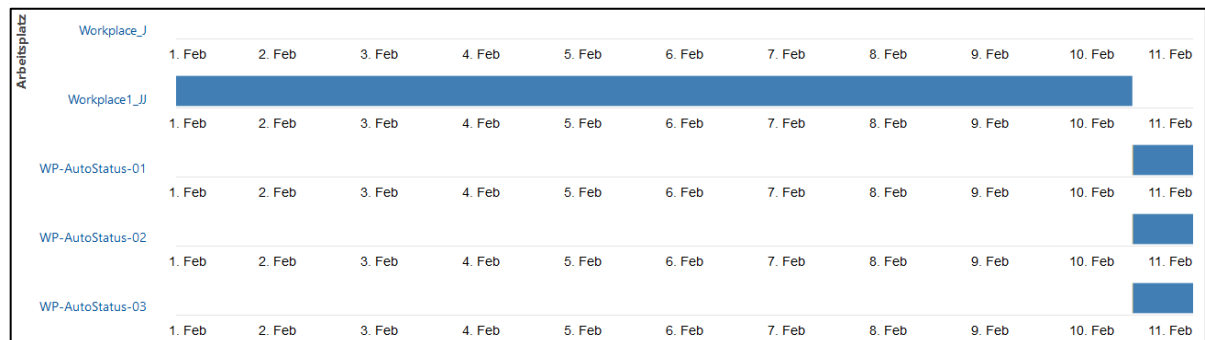 Arbeitsplatz
Workplace_J
1. Feb 2. Feb 3. Feb 4. Feb 5. Feb 6. Feb 7. Feb 8. Feb 9. Feb 10. Feb 11. Feb
Workplace1_JJ
1. Feb 2. Feb 3. Feb 4. Feb 5. Feb 6. Feb 7. Feb 8. Feb 9. Feb 10. Feb 11. Feb
WP-AutoStatus-01
1. Feb 2. Feb 3. Feb 4. Feb 5. Feb 6. Feb 7. Feb 8. Feb 9. Feb 10. Feb 11. Feb
WP-AutoStatus-02
1. Feb 2. Feb 3. Feb 4. Feb 5. Feb 6. Feb 7. Feb 8. Feb 9. Feb 10. Feb 11. Feb
WP-AutoStatus-03
1. Feb 2. Feb 3. Feb 4. Feb 5. Feb 6. Feb 7. Feb 8. Feb 9. Feb 10. Feb 11. Feb